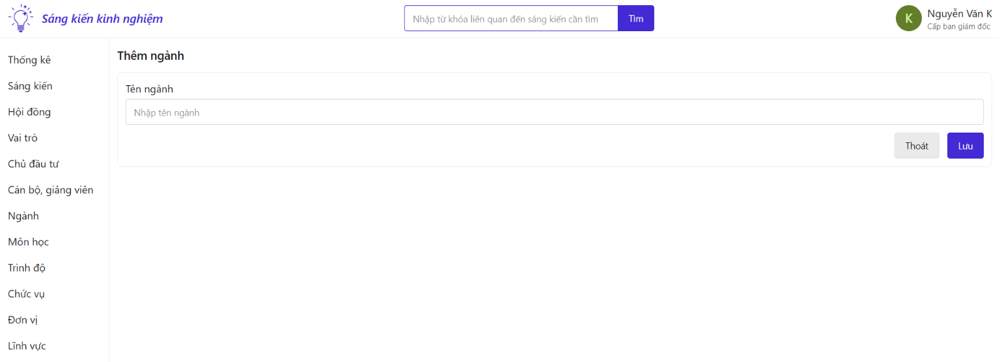 Sáng kiến kinh nghiệm
Nhập từ khóa liên quan đến sáng kiến cần tìm
Tìm
K
Nguyễn Văn K
Cấp ban giám đốc
Thống kê
Sáng kiến
Hội đồng
Vai trò
Chủ đầu tư
Cán bộ, giảng viên
Ngành
Môn học
Trình độ
Chức vụ
Đơn vị
Lĩnh vực
Thêm ngành
Tên ngành
Nhập tên ngành
Thoát
Lưu